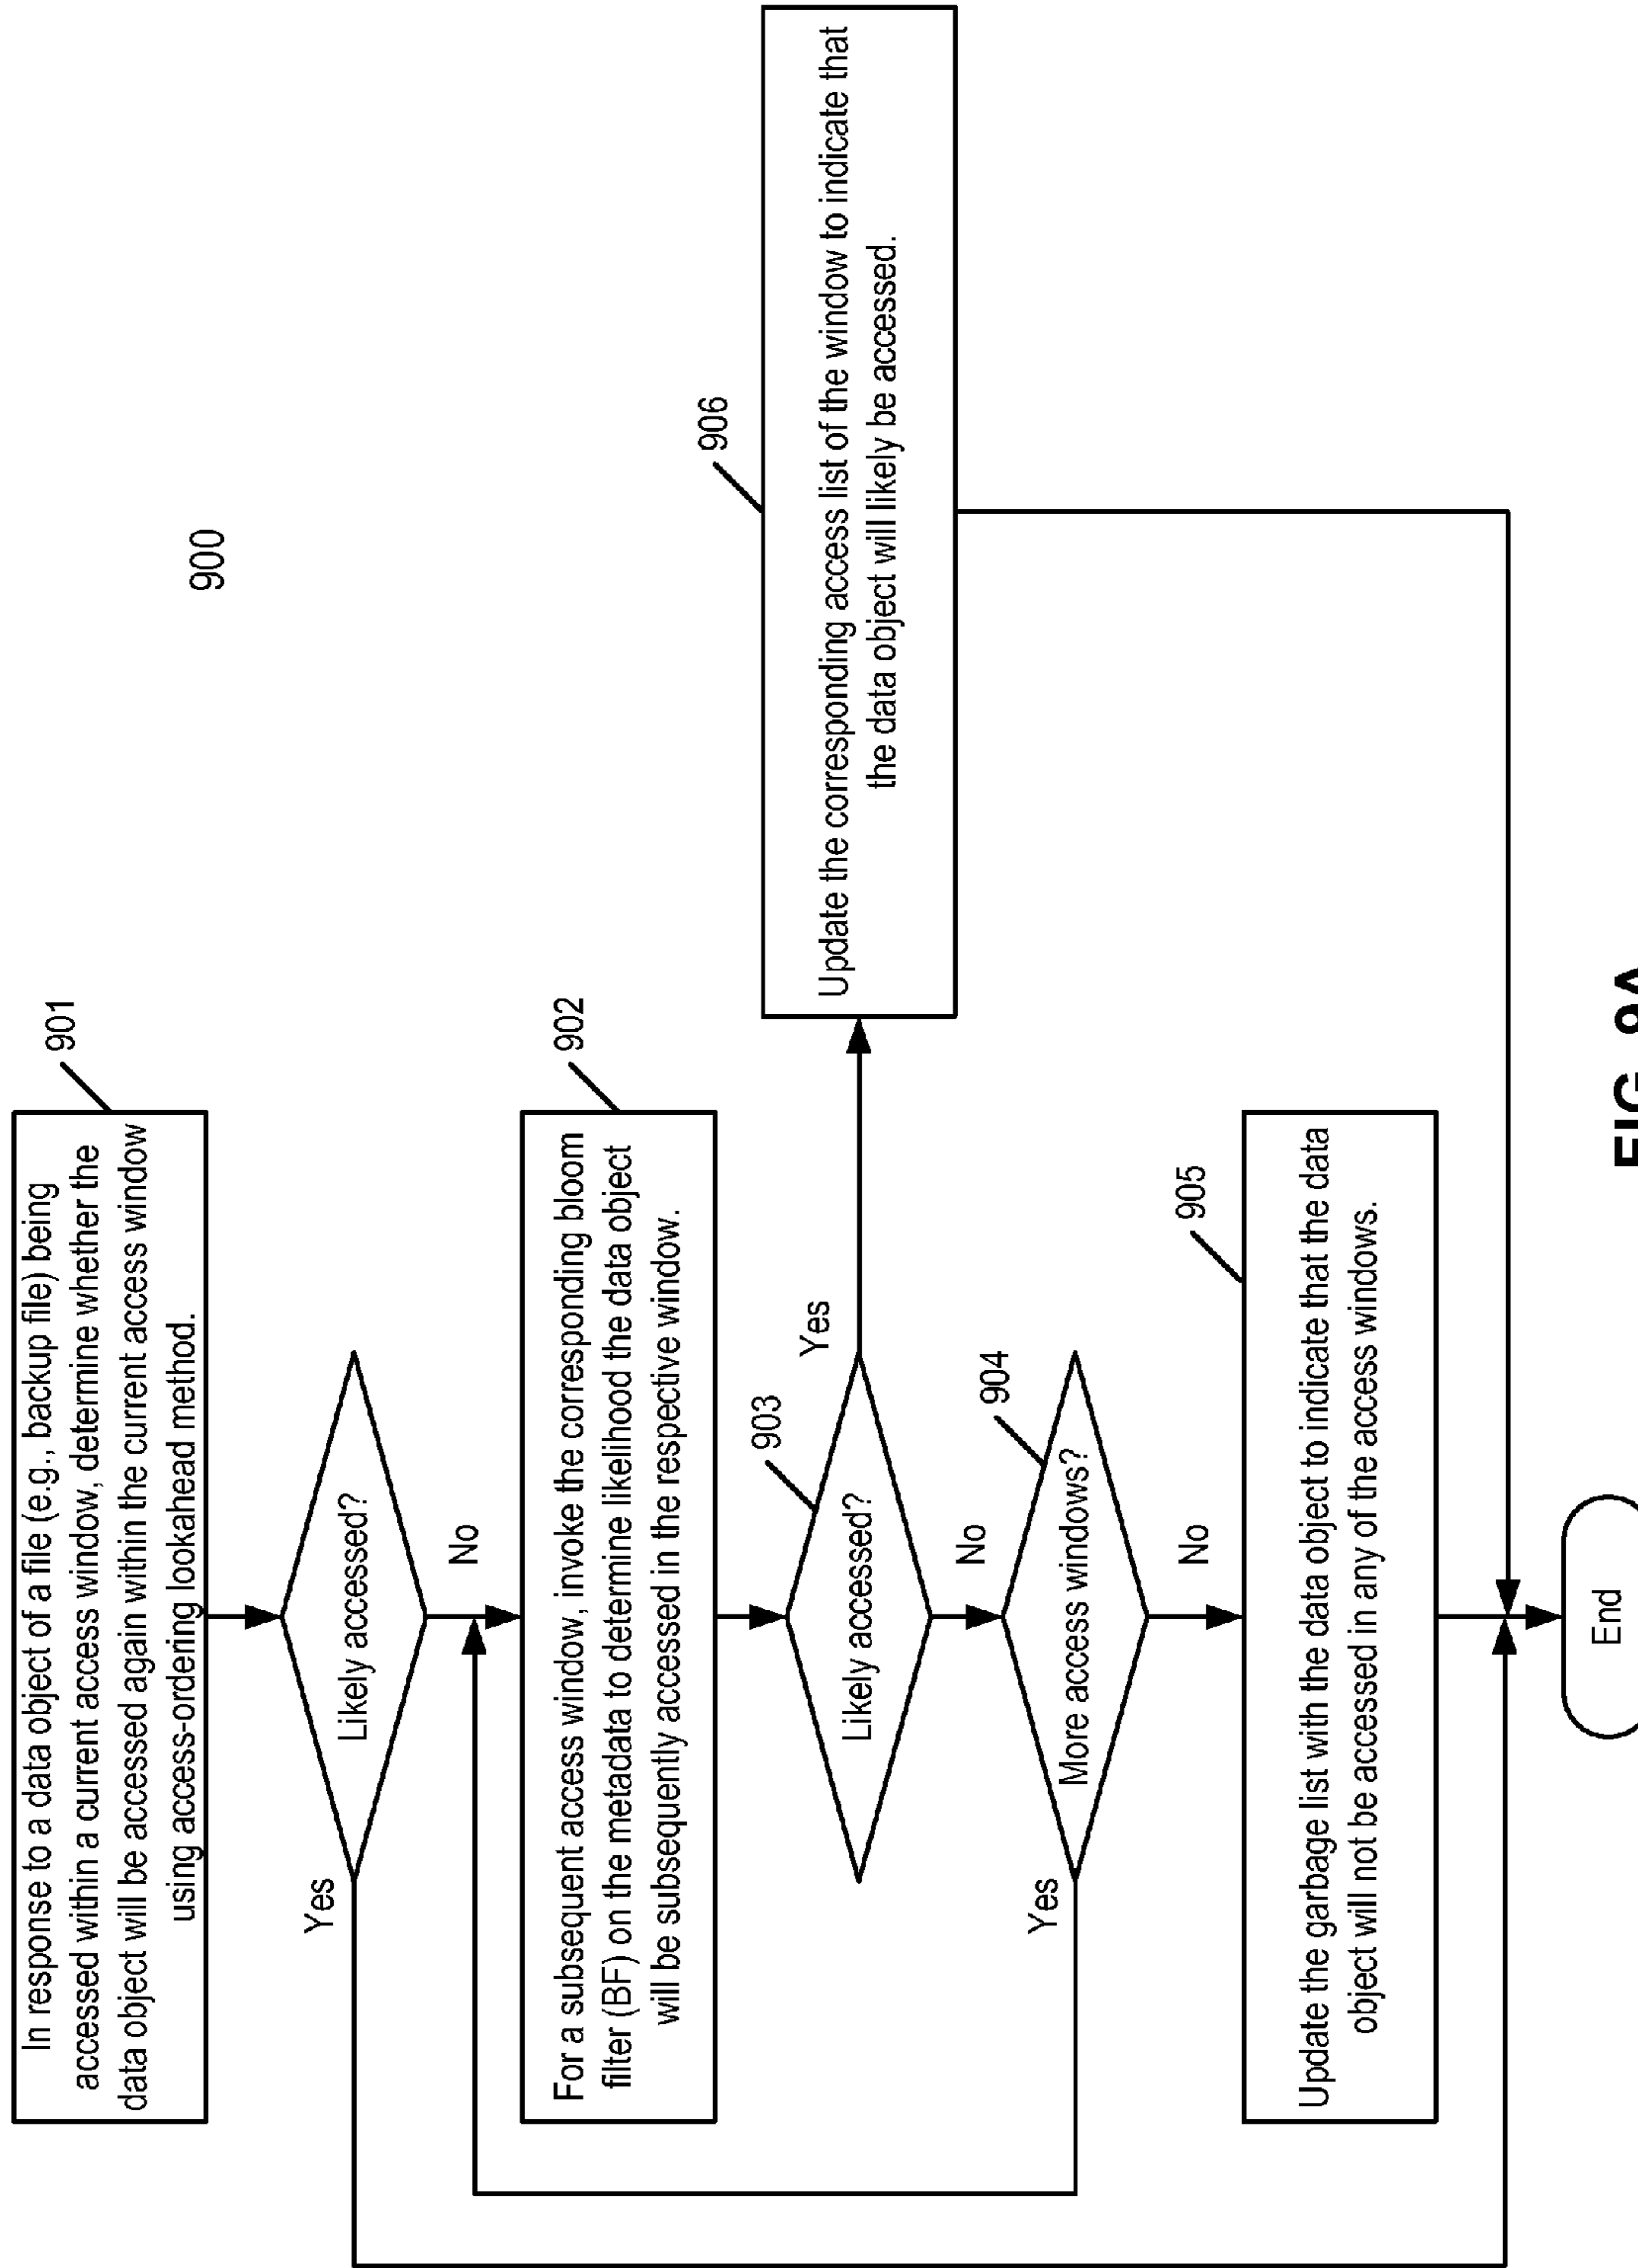 900
901
In response to a data object of a file (e.g., backup file) being
accessed within a current access window, determine whether the
data object will be accessed again within the current access window
using access-ordering lookahead method.
Likely accessed?
Yes
No
902
For a subsequent access window, invoke the corresponding bloom
filter (BF) on the metadata to determine likelihood the data object
will be subsequently accessed in the respective window.
903
Likely accessed?
Yes
No
906
Update the corresponding access list of the window to indicate that
the data object will likely be accessed.
904
More access windows?
Yes
No
905
Update the garbage list with the data object to indicate that the data
object will not be accessed in any of the access windows.
End
FIG. 9A